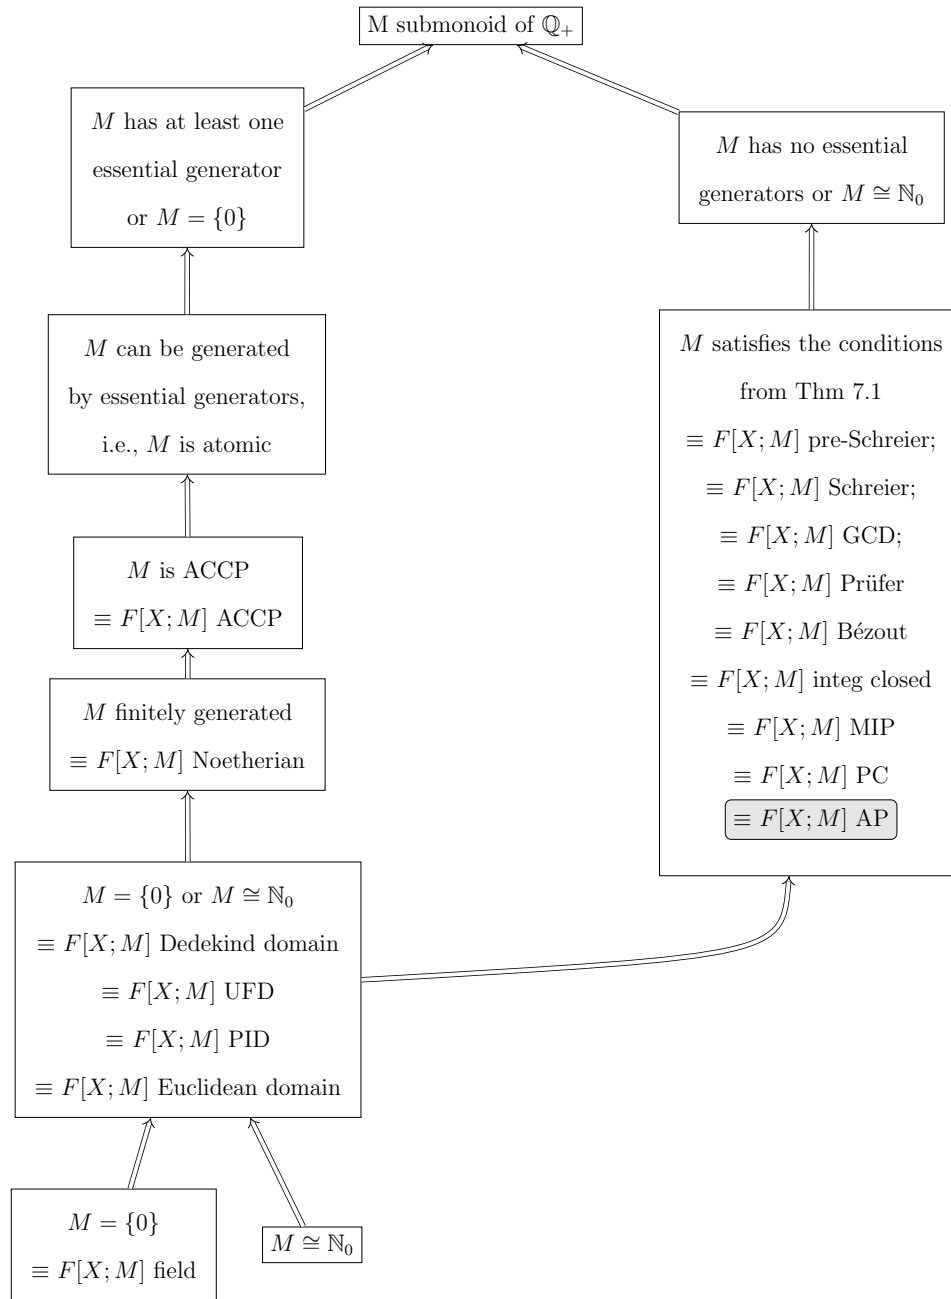 M submonoid of ℚ₊
M has at least one
essential generator
or M = {0}
M has no essential
generators or M ≅ ℕ₀
M can be generated
by essential generators,
i.e., M is atomic
M satisfies the conditions
from Thm 7.1
≡ F[X; M] pre-Schreier;
≡ F[X; M] Schreier;
≡ F[X; M] GCD;
≡ F[X; M] Prüfer
≡ F[X; M] Bézout
≡ F[X; M] integ closed
≡ F[X; M] MIP
≡ F[X; M] PC
≡ F[X; M] AP
M is ACCP
≡ F[X; M] ACCP
M finitely generated
≡ F[X; M] Noetherian
M = {0} or M ≅ ℕ₀
≡ F[X; M] Dedekind domain
≡ F[X; M] UFD
≡ F[X; M] PID
≡ F[X; M] Euclidean domain
M = {0}
≡ F[X; M] field
M ≅ ℕ₀